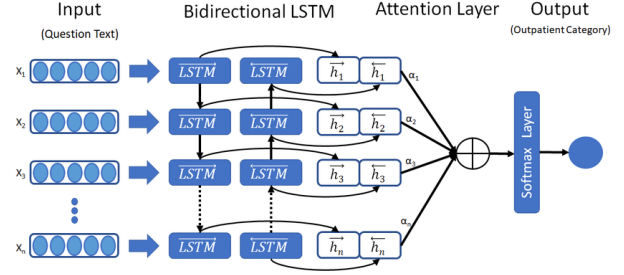 Input Bidirectional LSTM Attention Layer Output
(Question Text) (Outpatient Category)
X₁ →LSTM ←LSTM →h₁ ←h₁ α₁
X₂ →LSTM ←LSTM →h₂ ←h₂ α₂
X₃ →LSTM ←LSTM →h₃ ←h₃ α₃
Xₙ →LSTM ←LSTM →hₙ ←hₙ αₙ
Softmax Layer